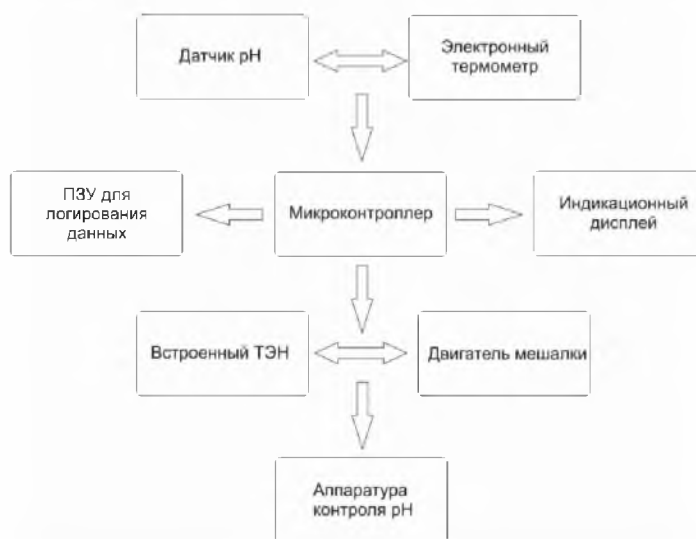 Датчик pH
Электронный
термометр
ПЗУ для
логирования
данных
Микроконтроллер
Индикационный
дисплей
Встроенный ТЭН
Двигатель мешалки
Аппаратура
контроля pH